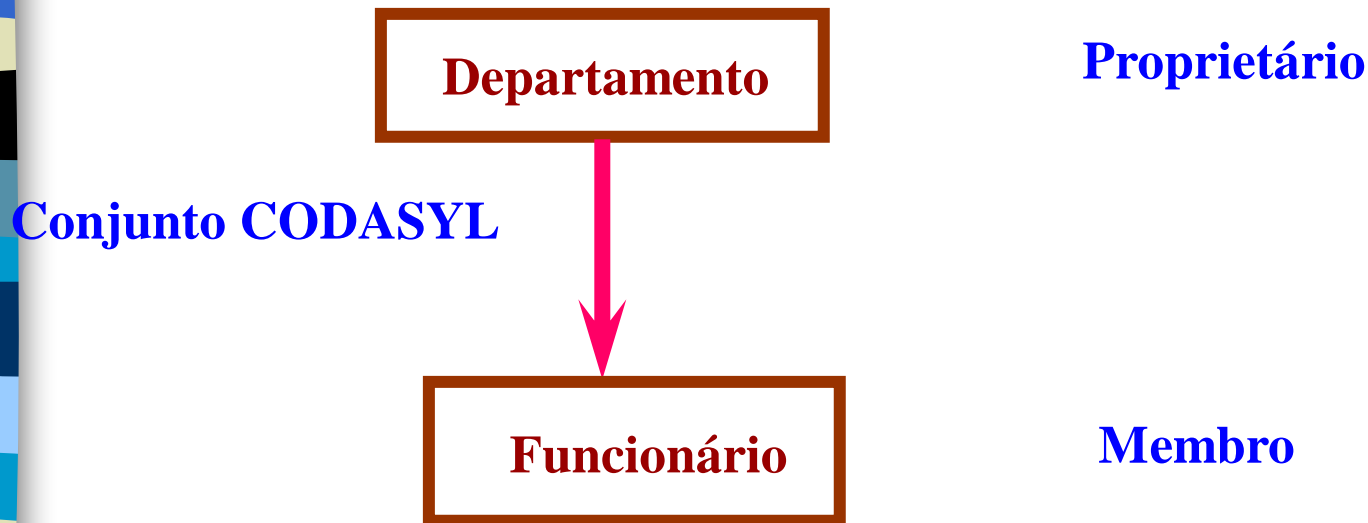 Departamento
Proprietário
Conjunto CODASYL
Funcionário
Membro